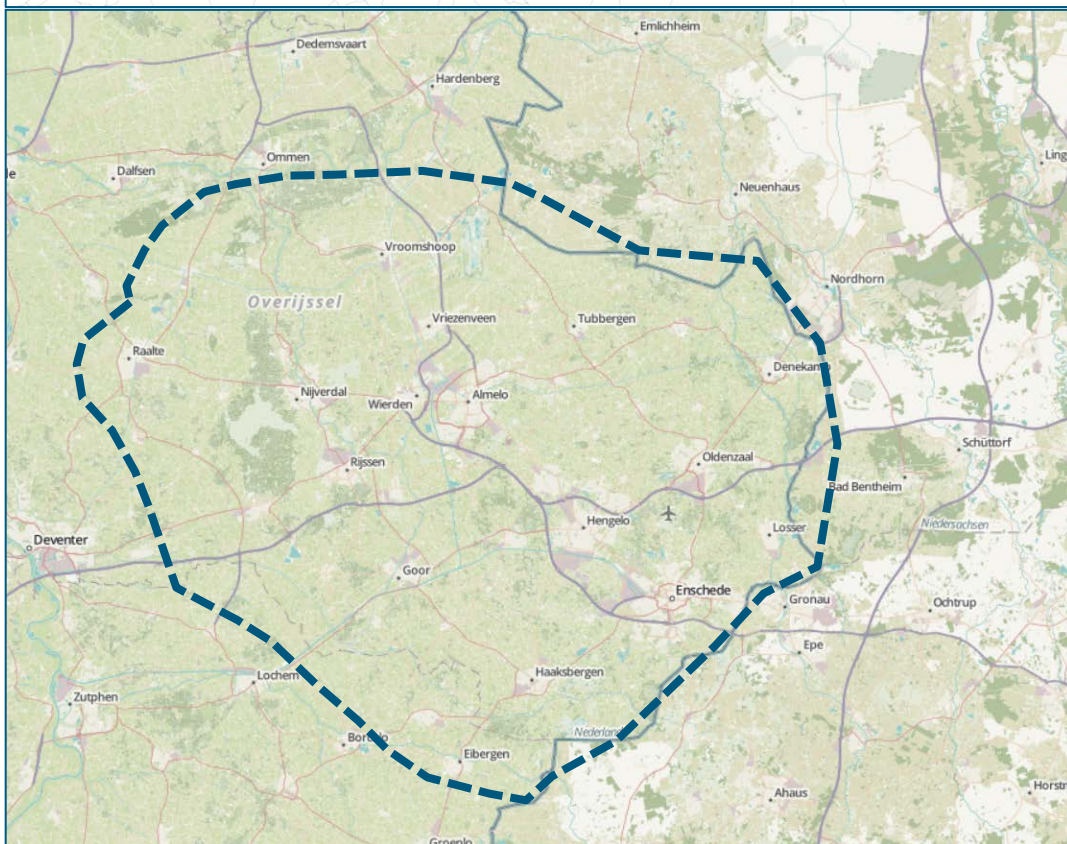 Emlichheim
Dedemsvaart
Hardenberg
Ommen
Ling
Dalfsen
Neuenhaus
Vroomshoop
Nordhorn
Overijssel
Vriezenveen
Tubbergen
Raalte
Denekamp
Nijverdal
Wierden
Almelo
Schüttorf
Rijssen
Oldenzaal
Bad Bentheim
Niedersachsen
Hengelo
Losser
Deventer
Goor
Enschede
Gronau
Ochtrup
Epe
Haaksbergen
Lochem
Zutphen
Nederland
Eibergen
Ahaus
Horstm
Groenlo